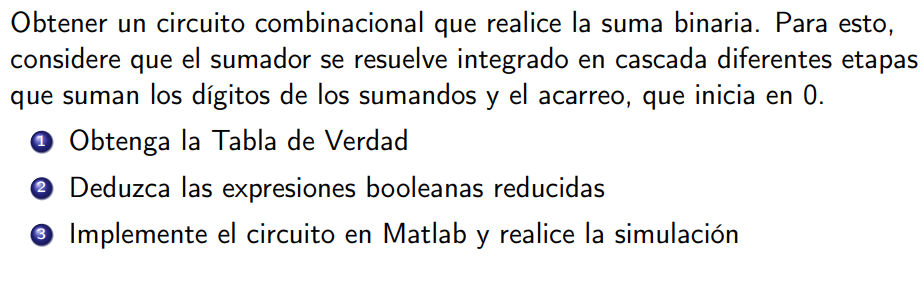 Obtener un circuito combinacional que realice la suma binaria. Para esto,
considere que el sumador se resuelve integrado en cascada diferentes etapas
que suman los dígitos de los sumandos y el acarreo, que inicia en 0.
1 Obtenga la Tabla de Verdad
2 Deduzca las expresiones booleanas reducidas
3 Implemente el circuito en Matlab y realice la simulación